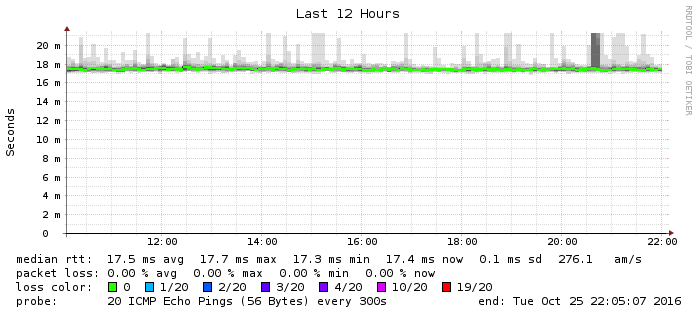 Last 12 Hours
RRDTOOL / TOBI OETIKER
Seconds
20 m
18 m
16 m
14 m
12 m
10 m
8 m
6 m
4 m
2 m
0
12:00 14:00 16:00 18:00 20:00 22:00
median rtt: 17.5 ms avg 17.7 ms max 17.3 ms min 17.4 ms now 0.1 ms sd 276.1 am/s
packet loss: 0.00 % avg 0.00 % max 0.00 % min 0.00 % now
loss color: 0 1/20 2/20 3/20 4/20 10/20 19/20
probe: 20 ICMP Echo Pings (56 Bytes) every 300s end: Tue Oct 25 22:05:07 2016